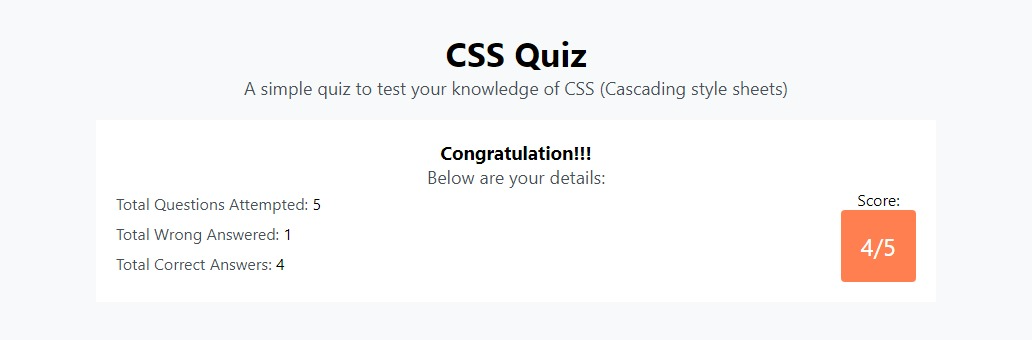 CSS Quiz
A simple quiz to test your knowledge of CSS (Cascading style sheets)
Congratulation!!!
Below are your details:
Total Questions Attempted: 5
Total Wrong Answered: 1
Total Correct Answers: 4
Score:
4/5